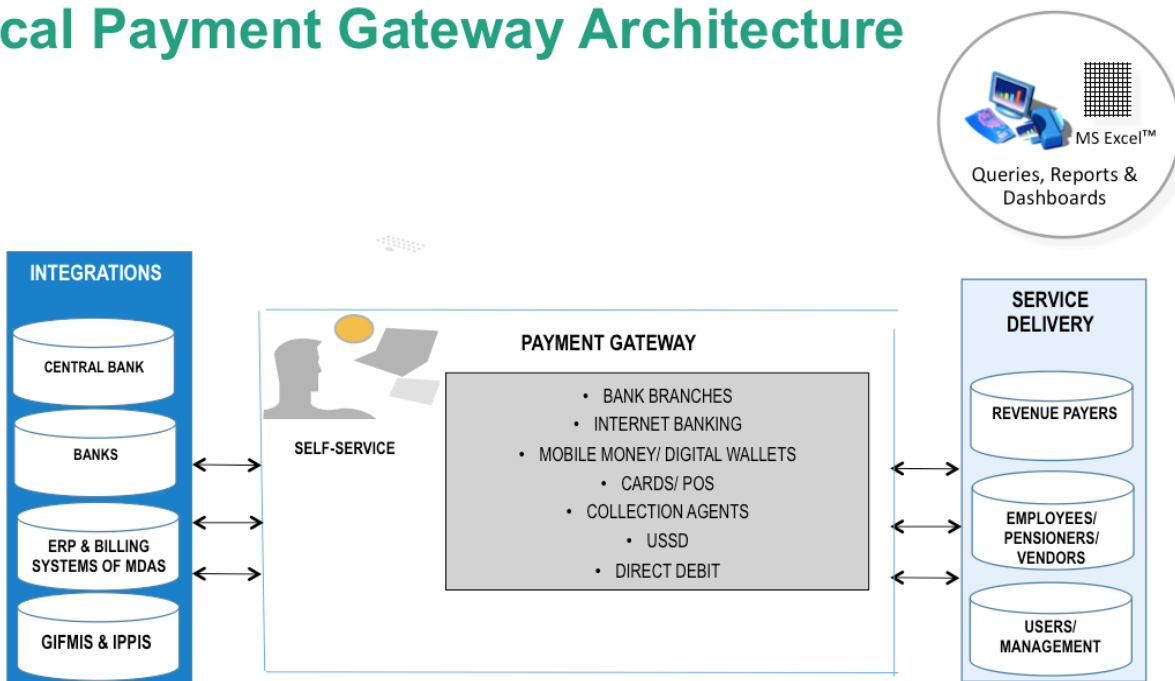 cal Payment Gateway Architecture
MS Excel™
Queries, Reports &
Dashboards
INTEGRATIONS
CENTRAL BANK
BANKS
ERP & BILLING
SYSTEMS OF MDAS
GIFMIS & IPPIS
SELF-SERVICE
PAYMENT GATEWAY
• BANK BRANCHES
• INTERNET BANKING
• MOBILE MONEY/ DIGITAL WALLETS
• CARDS/ POS
• COLLECTION AGENTS
• USSD
• DIRECT DEBIT
SERVICE
DELIVERY
REVENUE PAYERS
EMPLOYEES/
PENSIONERS/
VENDORS
USERS/
MANAGEMENT